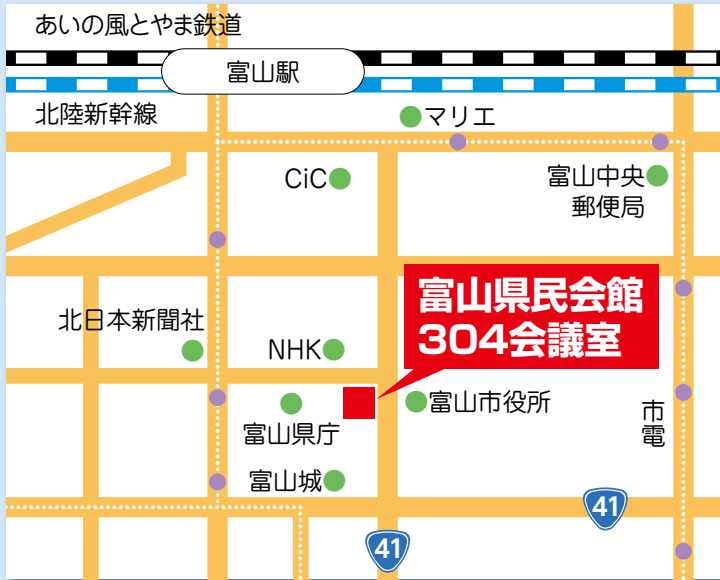 あいの風とやま鉄道
富山駅
北陸新幹線
マリエ
CiC
富山中央
郵便局
富山県民会館
304会議室
北日本新聞社
NHK
富山県庁
富山市役所
市電
富山城
41
41